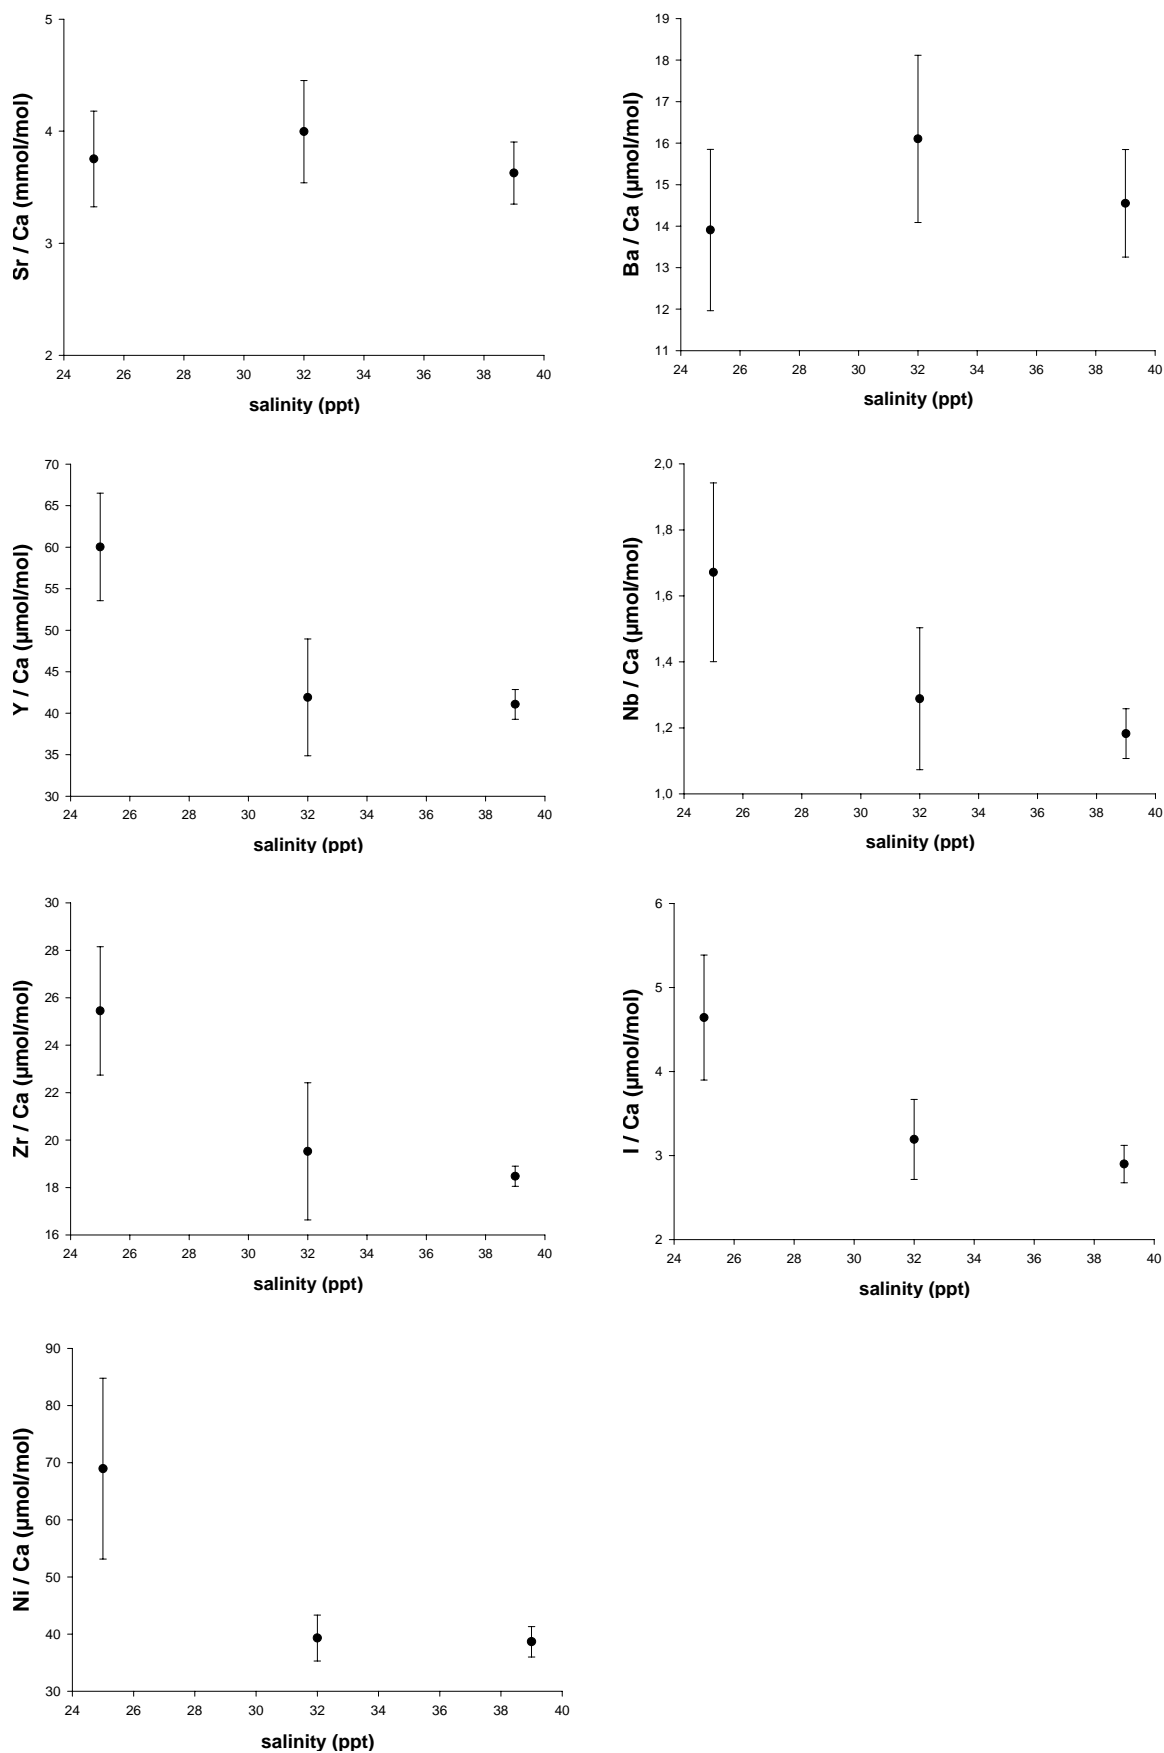 Sr / Ca (mmol/mol)
5
4
3
2
24 26 28 30 32 34 36 38 40
salinity (ppt)
Ba / Ca (µmol/mol)
19
18
17
16
15
14
13
12
11
24 26 28 30 32 34 36 38 40
salinity (ppt)
Y / Ca (µmol/mol)
70
65
60
55
50
45
40
35
30
24 26 28 30 32 34 36 38 40
salinity (ppt)
Nb / Ca (µmol/mol)
2,0
1,8
1,6
1,4
1,2
1,0
24 26 28 30 32 34 36 38 40
salinity (ppt)
Zr / Ca (µmol/mol)
30
28
26
24
22
20
18
16
24 26 28 30 32 34 36 38 40
salinity (ppt)
I / Ca (µmol/mol)
6
5
4
3
2
24 26 28 30 32 34 36 38 40
salinity (ppt)
Ni / Ca (µmol/mol)
90
80
70
60
50
40
30
24 26 28 30 32 34 36 38 40
salinity (ppt)